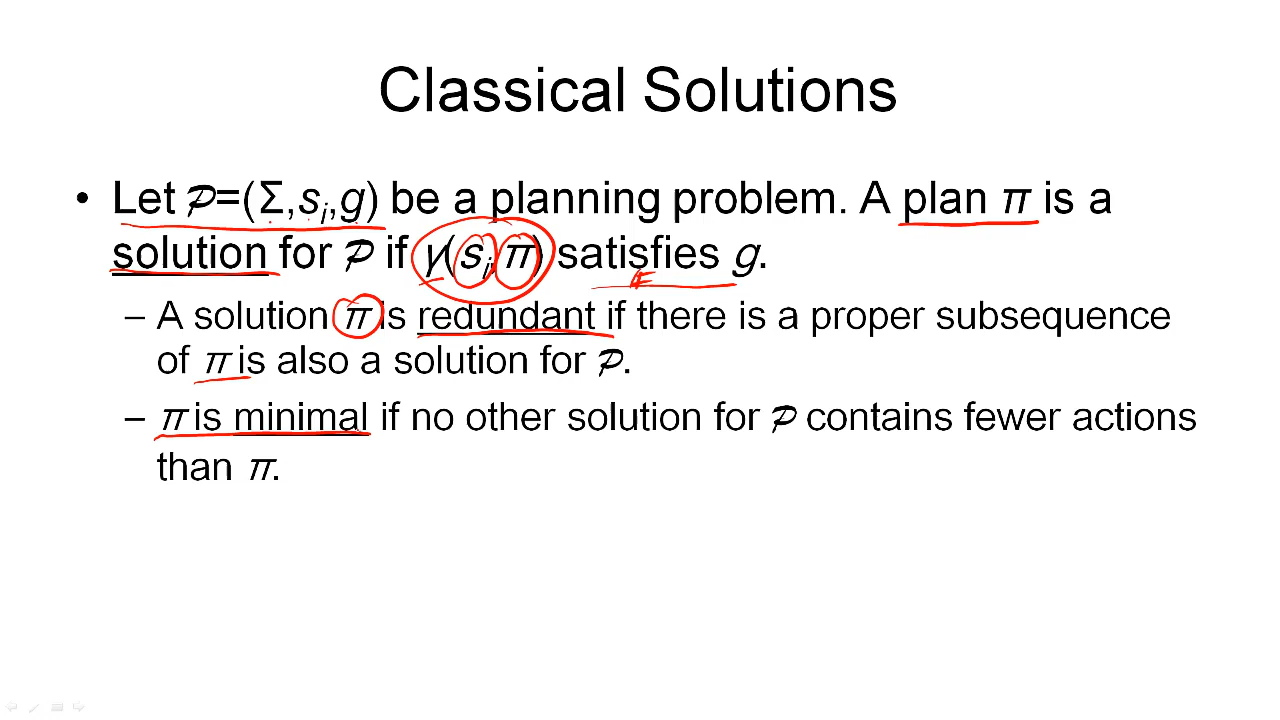 Classical Solutions
• Let 𝒫=(Σ,sᵢ,g) be a planning problem. A plan π is a
solution for 𝒫 if γ(sᵢ,π) satisfies g.
– A solution π is redundant if there is a proper subsequence
of π is also a solution for 𝒫.
– π is minimal if no other solution for 𝒫 contains fewer actions
than π.